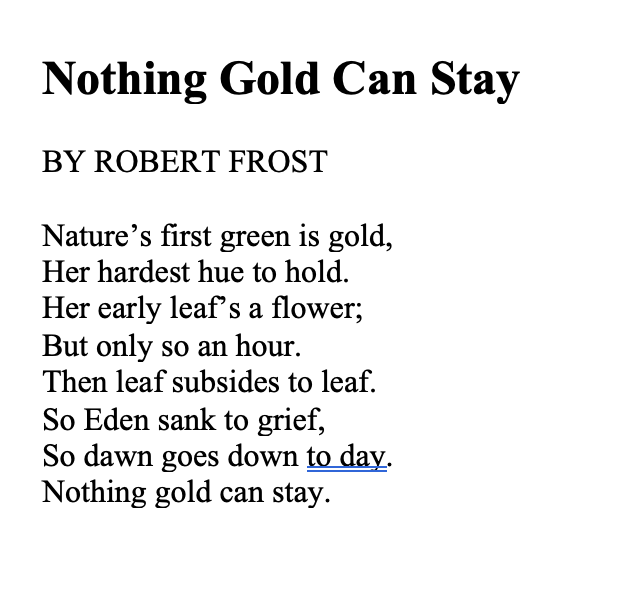 Nothing Gold Can Stay
BY ROBERT FROST
Nature’s first green is gold,
Her hardest hue to hold.
Her early leaf’s a flower;
But only so an hour.
Then leaf subsides to leaf.
So Eden sank to grief,
So dawn goes down to day.
Nothing gold can stay.